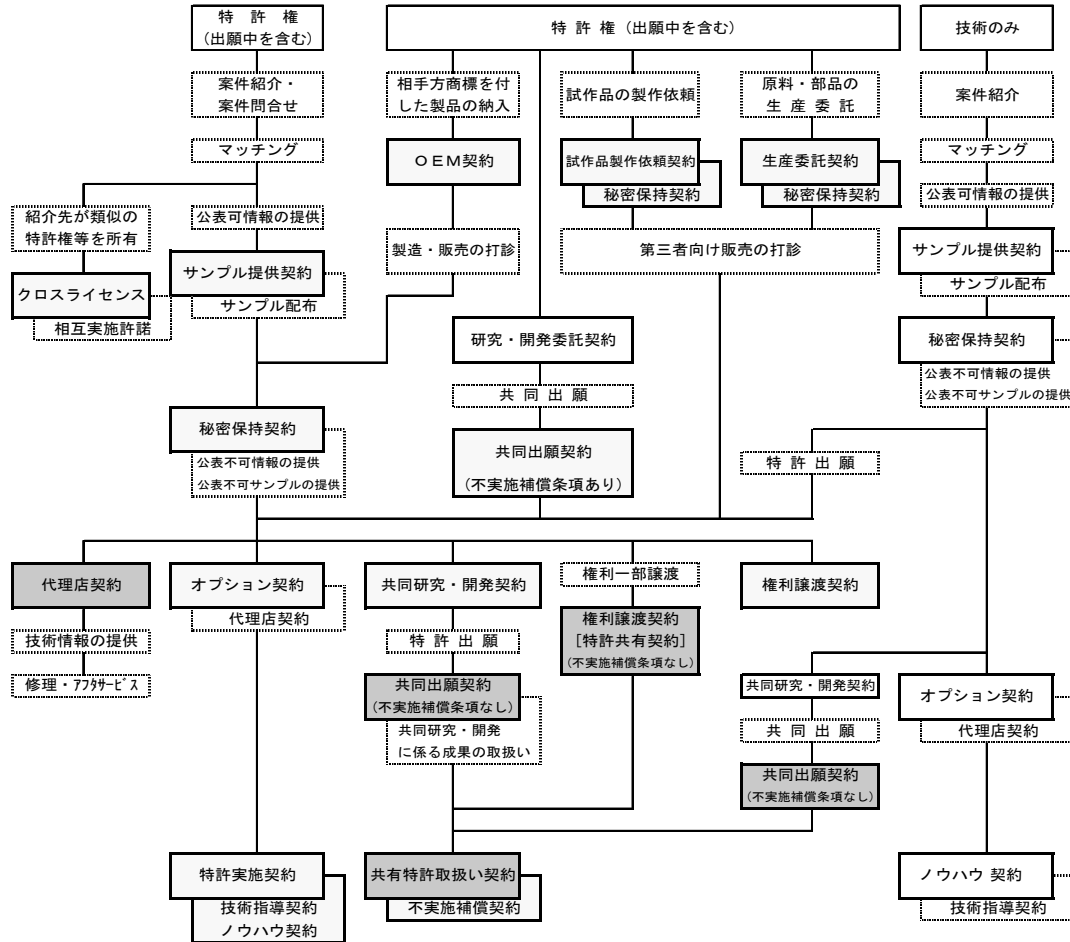 特 許 権
(出願中を含む)
特 許 権 (出願中を含む)
技術のみ
案件紹介・
案件問合せ
相手方商標を付
した製品の納入
試作品の製作依頼
原料・部品の
生 産 委 託
案件紹介
マッチング
OEM契約
試作品製作依頼契約
秘密保持契約
生産委託契約
秘密保持契約
マッチング
紹介先が類似の
特許権等を所有
公表可情報の提供
公表可情報の提供
製造・販売の打診
第三者向け販売の打診
サンプル提供契約
サンプル配布
サンプル提供契約
サンプル配布
クロスライセンス
相互実施許諾
研究・開発委託契約
秘密保持契約
公表不可情報の提供
公表不可サンプルの提供
共 同 出 願
秘密保持契約
公表不可情報の提供
公表不可サンプルの提供
共同出願契約
(不実施補償条項あり)
特 許 出 願
代理店契約
オプション契約
代理店契約
共同研究・開発契約
権利一部譲渡
権利譲渡契約
技術情報の提供
特 許 出 願
権利譲渡契約
[特許共有契約]
(不実施補償条項なし)
修理・アフタサービス
共同出願契約
(不実施補償条項なし)
共同研究・開発
に係る成果の取扱い
共同研究・開発契約
オプション契約
代理店契約
共 同 出 願
共同出願契約
(不実施補償条項なし)
特許実施契約
技術指導契約
ノウハウ契約
共有特許取扱い契約
不実施補償契約
ノウハウ 契約
技術指導契約